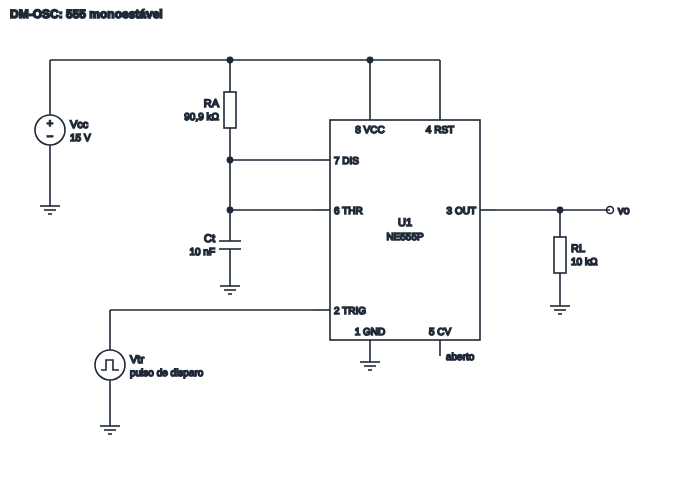 DM-OSC: 555 monoestável
RA
90,9 kΩ
Vcc
15 V
8 VCC
4 RST
7 DIS
6 THR
3 OUT
vo
U1
NE555P
Ct
10 nF
RL
10 kΩ
2 TRIG
1 GND
5 CV
aberto
Vtr
pulso de disparo